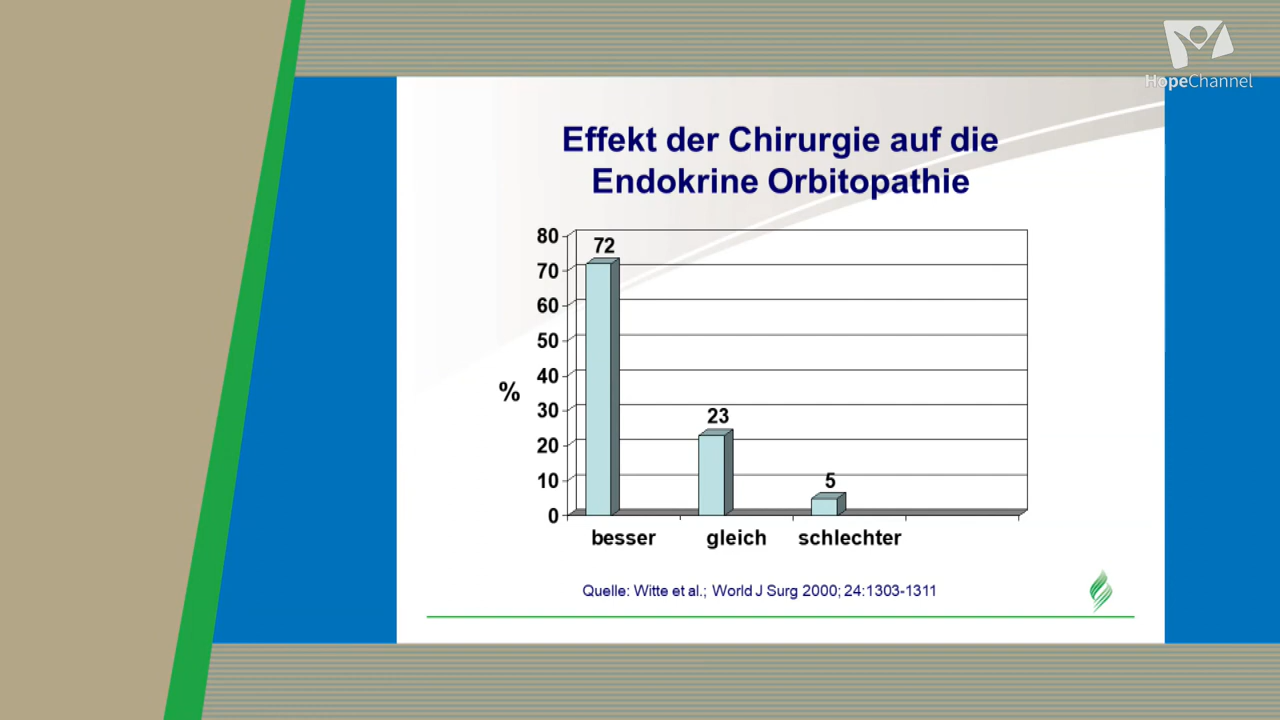 HopeChannel
Effekt der Chirurgie auf die
Endokrine Orbitopathie
80
70
60
50
40
30
20
10
0
%
72
23
5
besser
gleich
schlechter
Quelle: Witte et al.; World J Surg 2000; 24:1303-1311